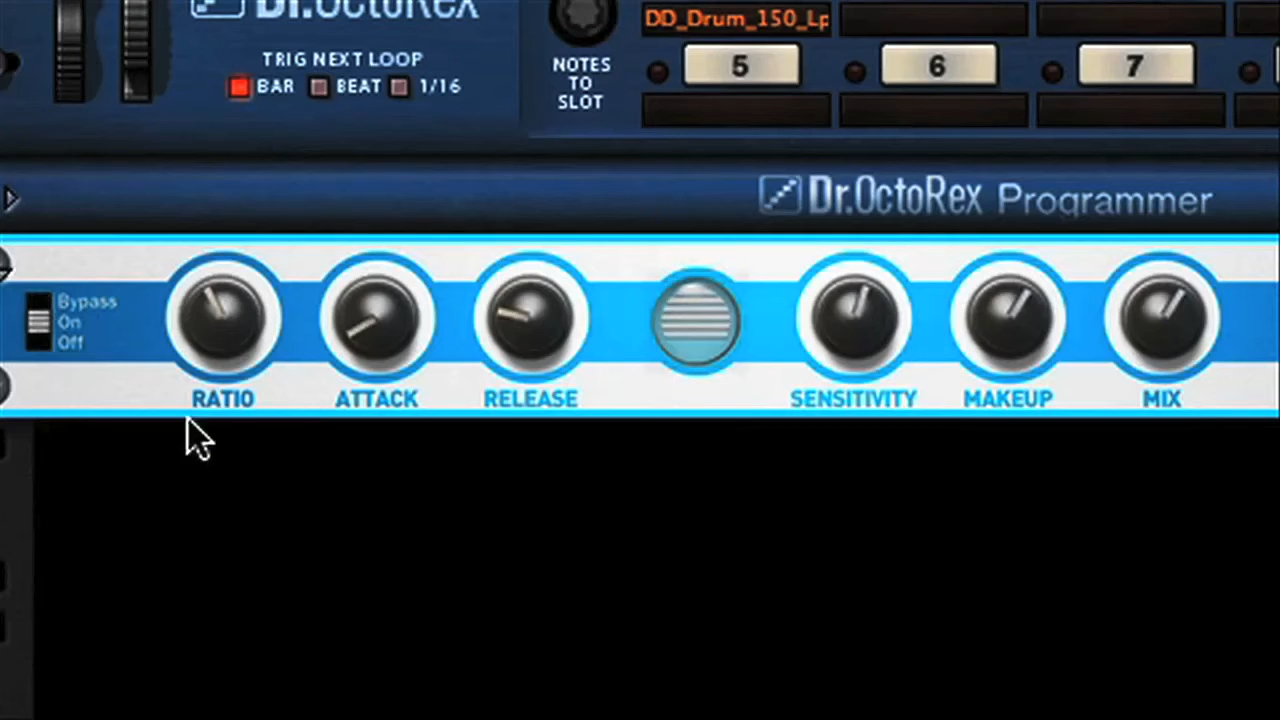 Dr.OctoRex
TRIG NEXT LOOP
BAR BEAT 1/16
NOTES
TO
SLOT
DD_Drum_150_Lp
5 6 7
Dr.OctoRex Programmer
Bypass
On
Off
RATIO ATTACK RELEASE SENSITIVITY MAKEUP MIX